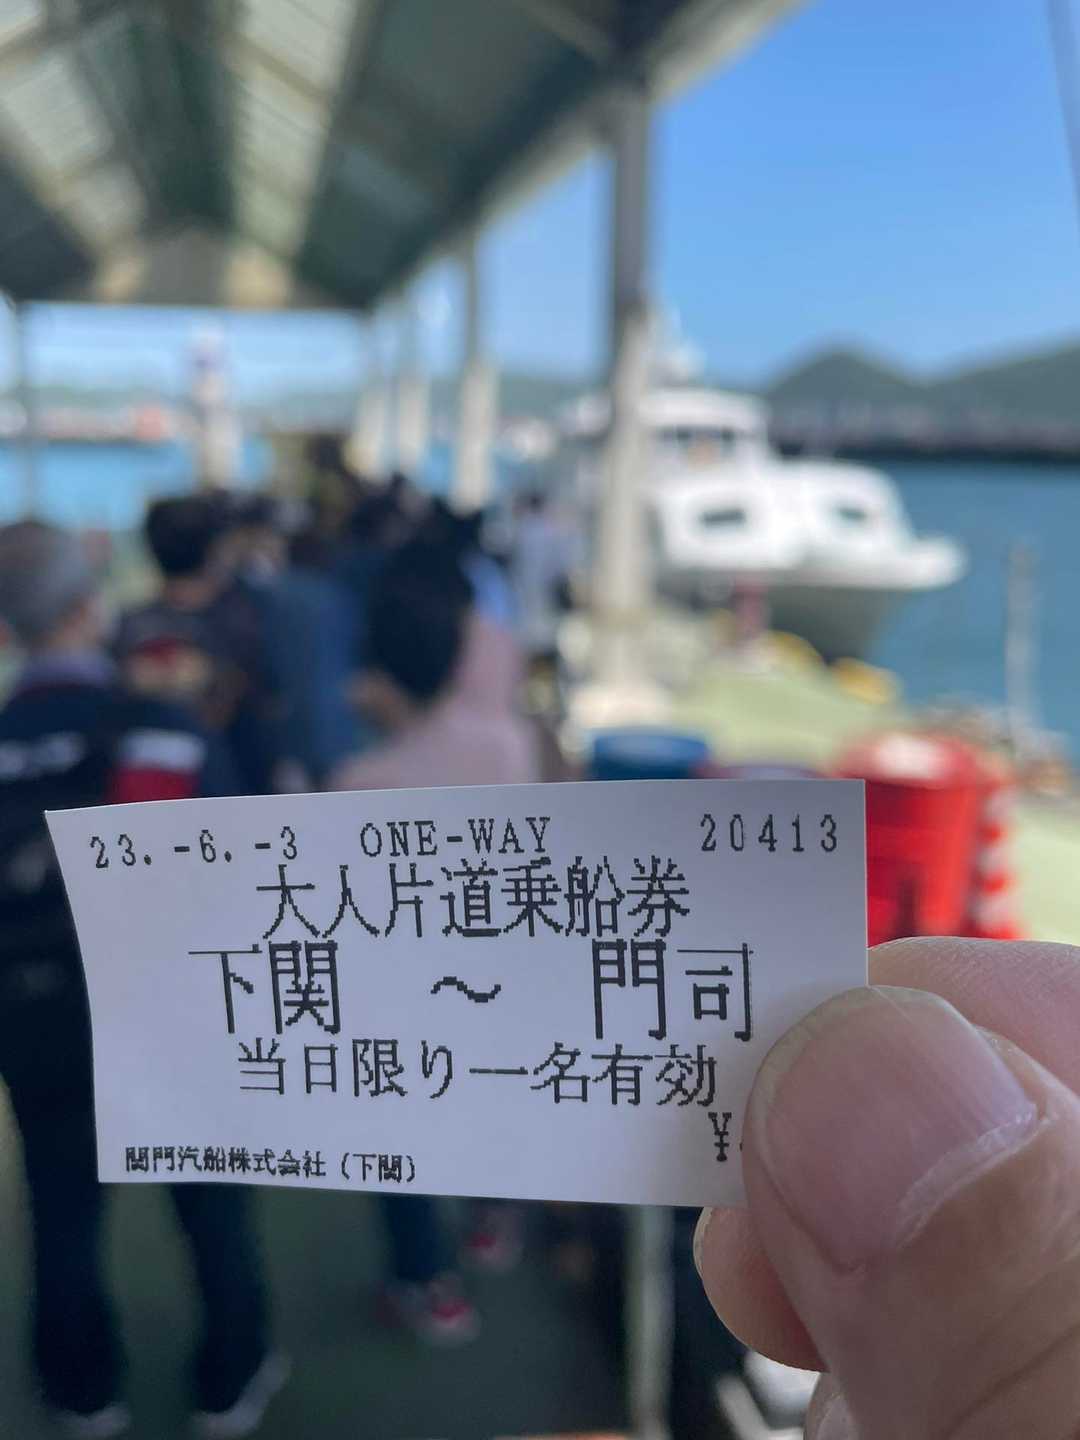 23.-6.-3 ONE-WAY 20413
大人片道乗船券
下関 ～ 門司
当日限り一名有効
¥
関門汽船株式会社（下関）